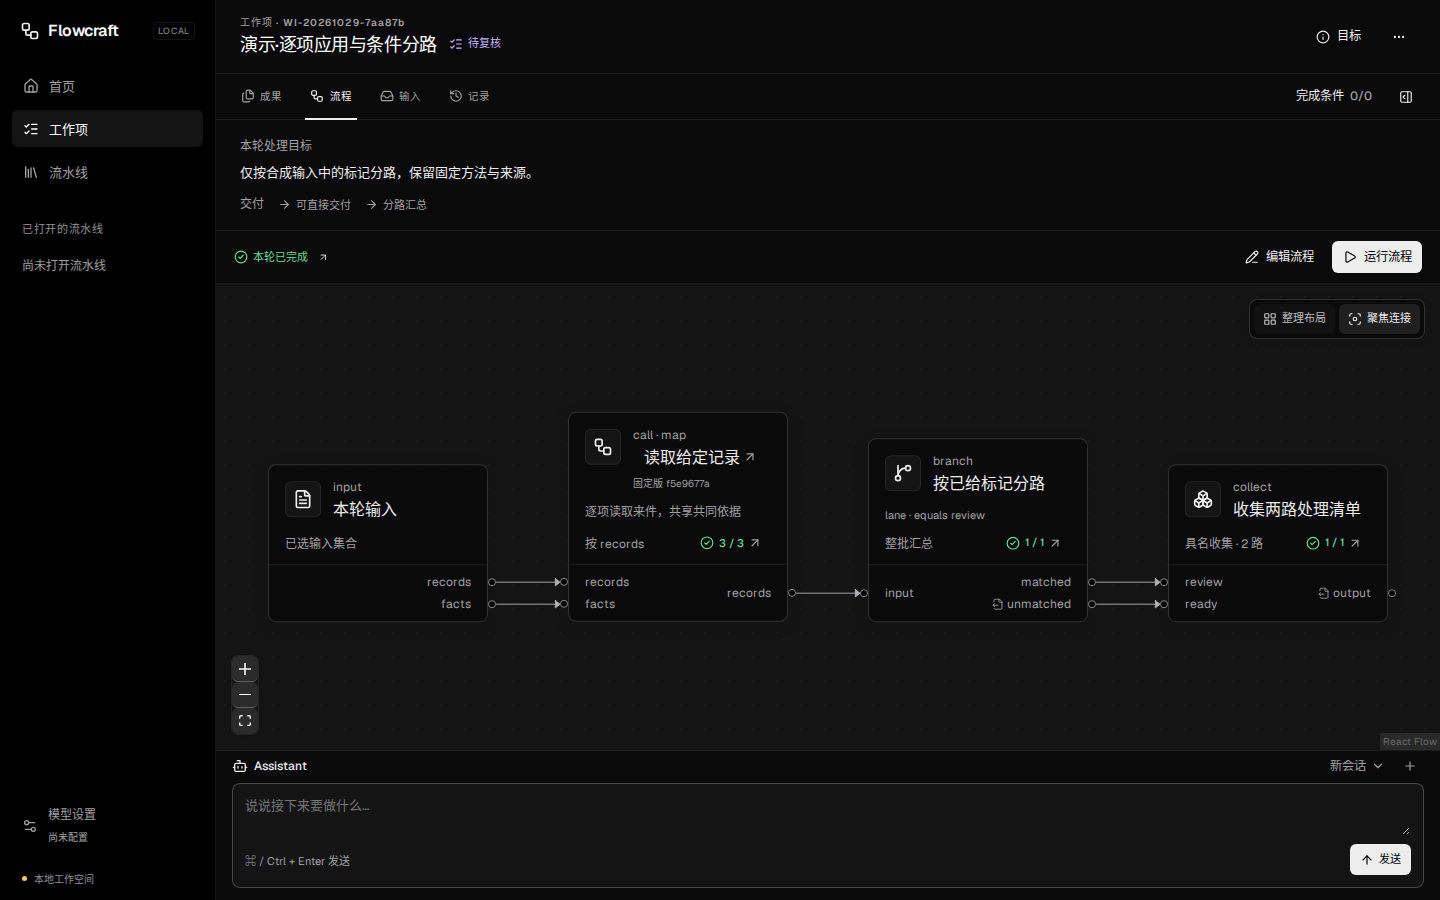 Flowcraft
LOCAL
首页
工作项
流水线
已打开的流水线
尚未打开流水线
模型设置
尚未配置
本地工作空间
工作项 · WI-20261029-7aa87b
演示·逐项应用与条件分路
待复核
目标
成果
流程
输入
记录
完成条件 0/0
本轮处理目标
仅按合成输入中的标记分路，保留固定方法与来源。
交付 → 可直接交付 → 分路汇总
本轮已完成
编辑流程
运行流程
整理布局
聚焦连接
input
本轮输入
已选输入集合
records
facts
call · map
读取给定记录
固定版 f5e9677a
逐项读取来件，共享共同依据
按 records
3 / 3
records
facts
records
branch
按已给标记分路
lane · equals review
整批汇总
1 / 1
input
matched
unmatched
collect
收集两路处理清单
具名收集 · 2 路
1 / 1
review
ready
output
React Flow
Assistant
新会话
说说接下来要做什么…
⌘ / Ctrl + Enter 发送
发送